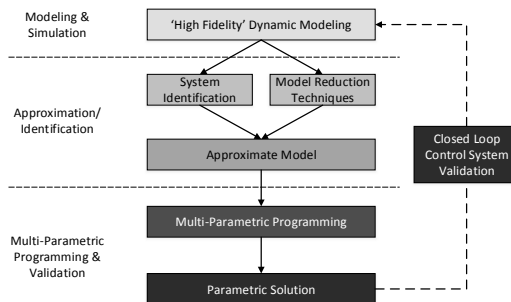 Modeling &
Simulation
'High Fidelity' Dynamic Modeling
System
Identification
Model Reduction
Techniques
Approximation/
Identification
Approximate Model
Closed Loop
Control System
Validation
Multi-Parametric Programming
Multi-Parametric
Programming &
Validation
Parametric Solution